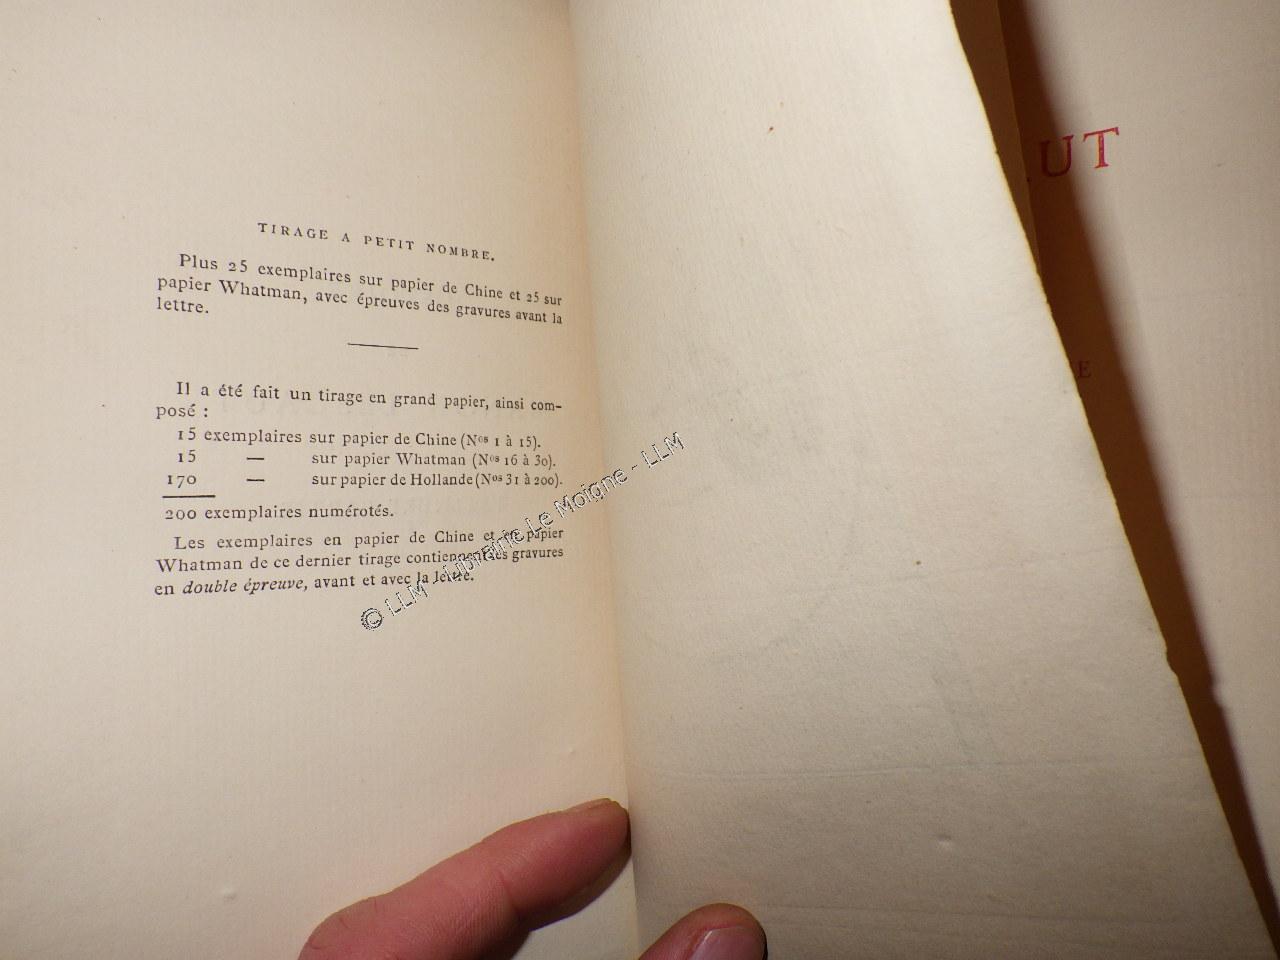 TIRAGE A PETIT NOMBRE.
Plus 25 exemplaires sur papier de Chine et 25 sur
papier Whatman, avec épreuves des gravures avant la
lettre.
Il a été fait un tirage en grand papier, ainsi com-
posé :
15 exemplaires sur papier de Chine (Nos 1 à 15).
15 — sur papier Whatman (Nos 16 à 30).
170 — sur papier de Hollande (Nos 31 à 200).
200 exemplaires numérotés.
Les exemplaires en papier de Chine et en papier
Whatman de ce dernier tirage contiennent les gravures
en double épreuve, avant et avec la lettre.
© LLM - Librairie Le Moigne - LLM
UT
E